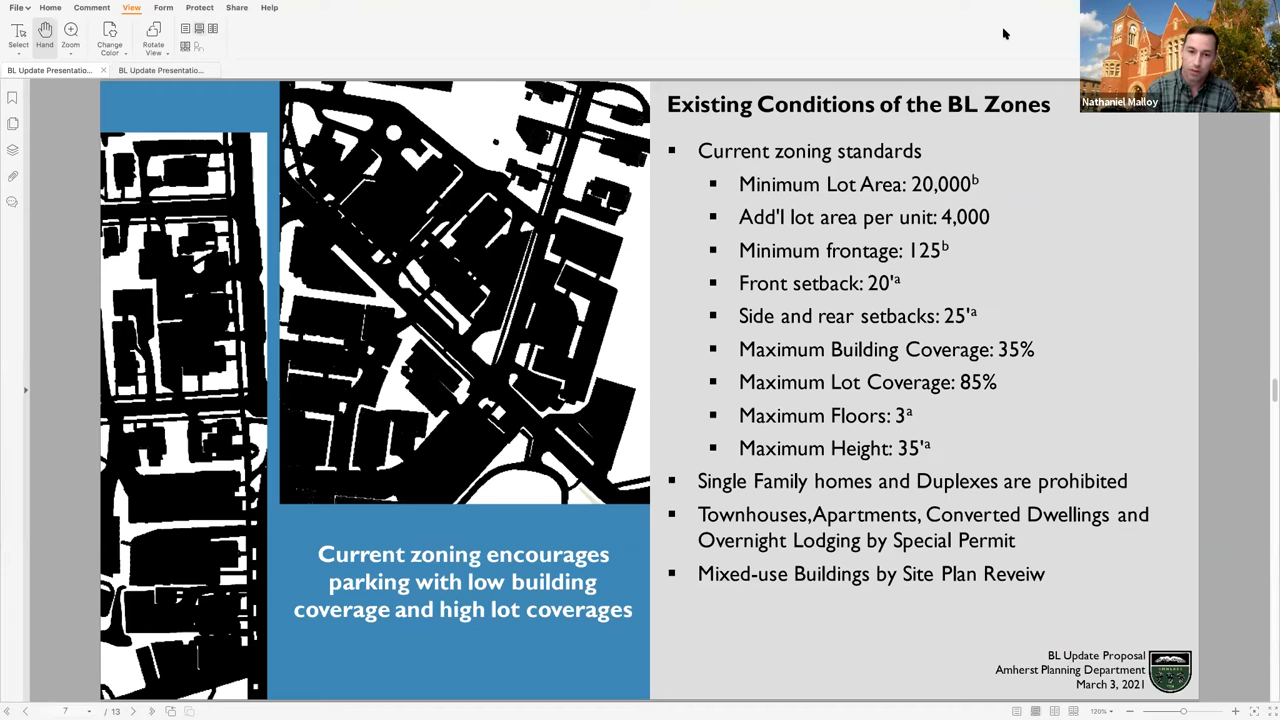 File
Home
Comment
View
Form
Protect
Share
Help
Select
Hand
Zoom
Change
Color
Rotate
View
BL Update Presentatio...
BL Update Presentatio...
Nathaniel Malloy
Existing Conditions of the BL Zones
Current zoning standards
Minimum Lot Area: 20,000ᵇ
Add'l lot area per unit: 4,000
Minimum frontage: 125ᵇ
Front setback: 20'ᵃ
Side and rear setbacks: 25'ᵃ
Maximum Building Coverage: 35%
Maximum Lot Coverage: 85%
Maximum Floors: 3ᵃ
Maximum Height: 35'ᵃ
Single Family homes and Duplexes are prohibited
Townhouses, Apartments, Converted Dwellings and
Overnight Lodging by Special Permit
Mixed-use Buildings by Site Plan Reveiw
Current zoning encourages
parking with low building
coverage and high lot coverages
BL Update Proposal
Amherst Planning Department
March 3, 2021
7
/ 13
120%